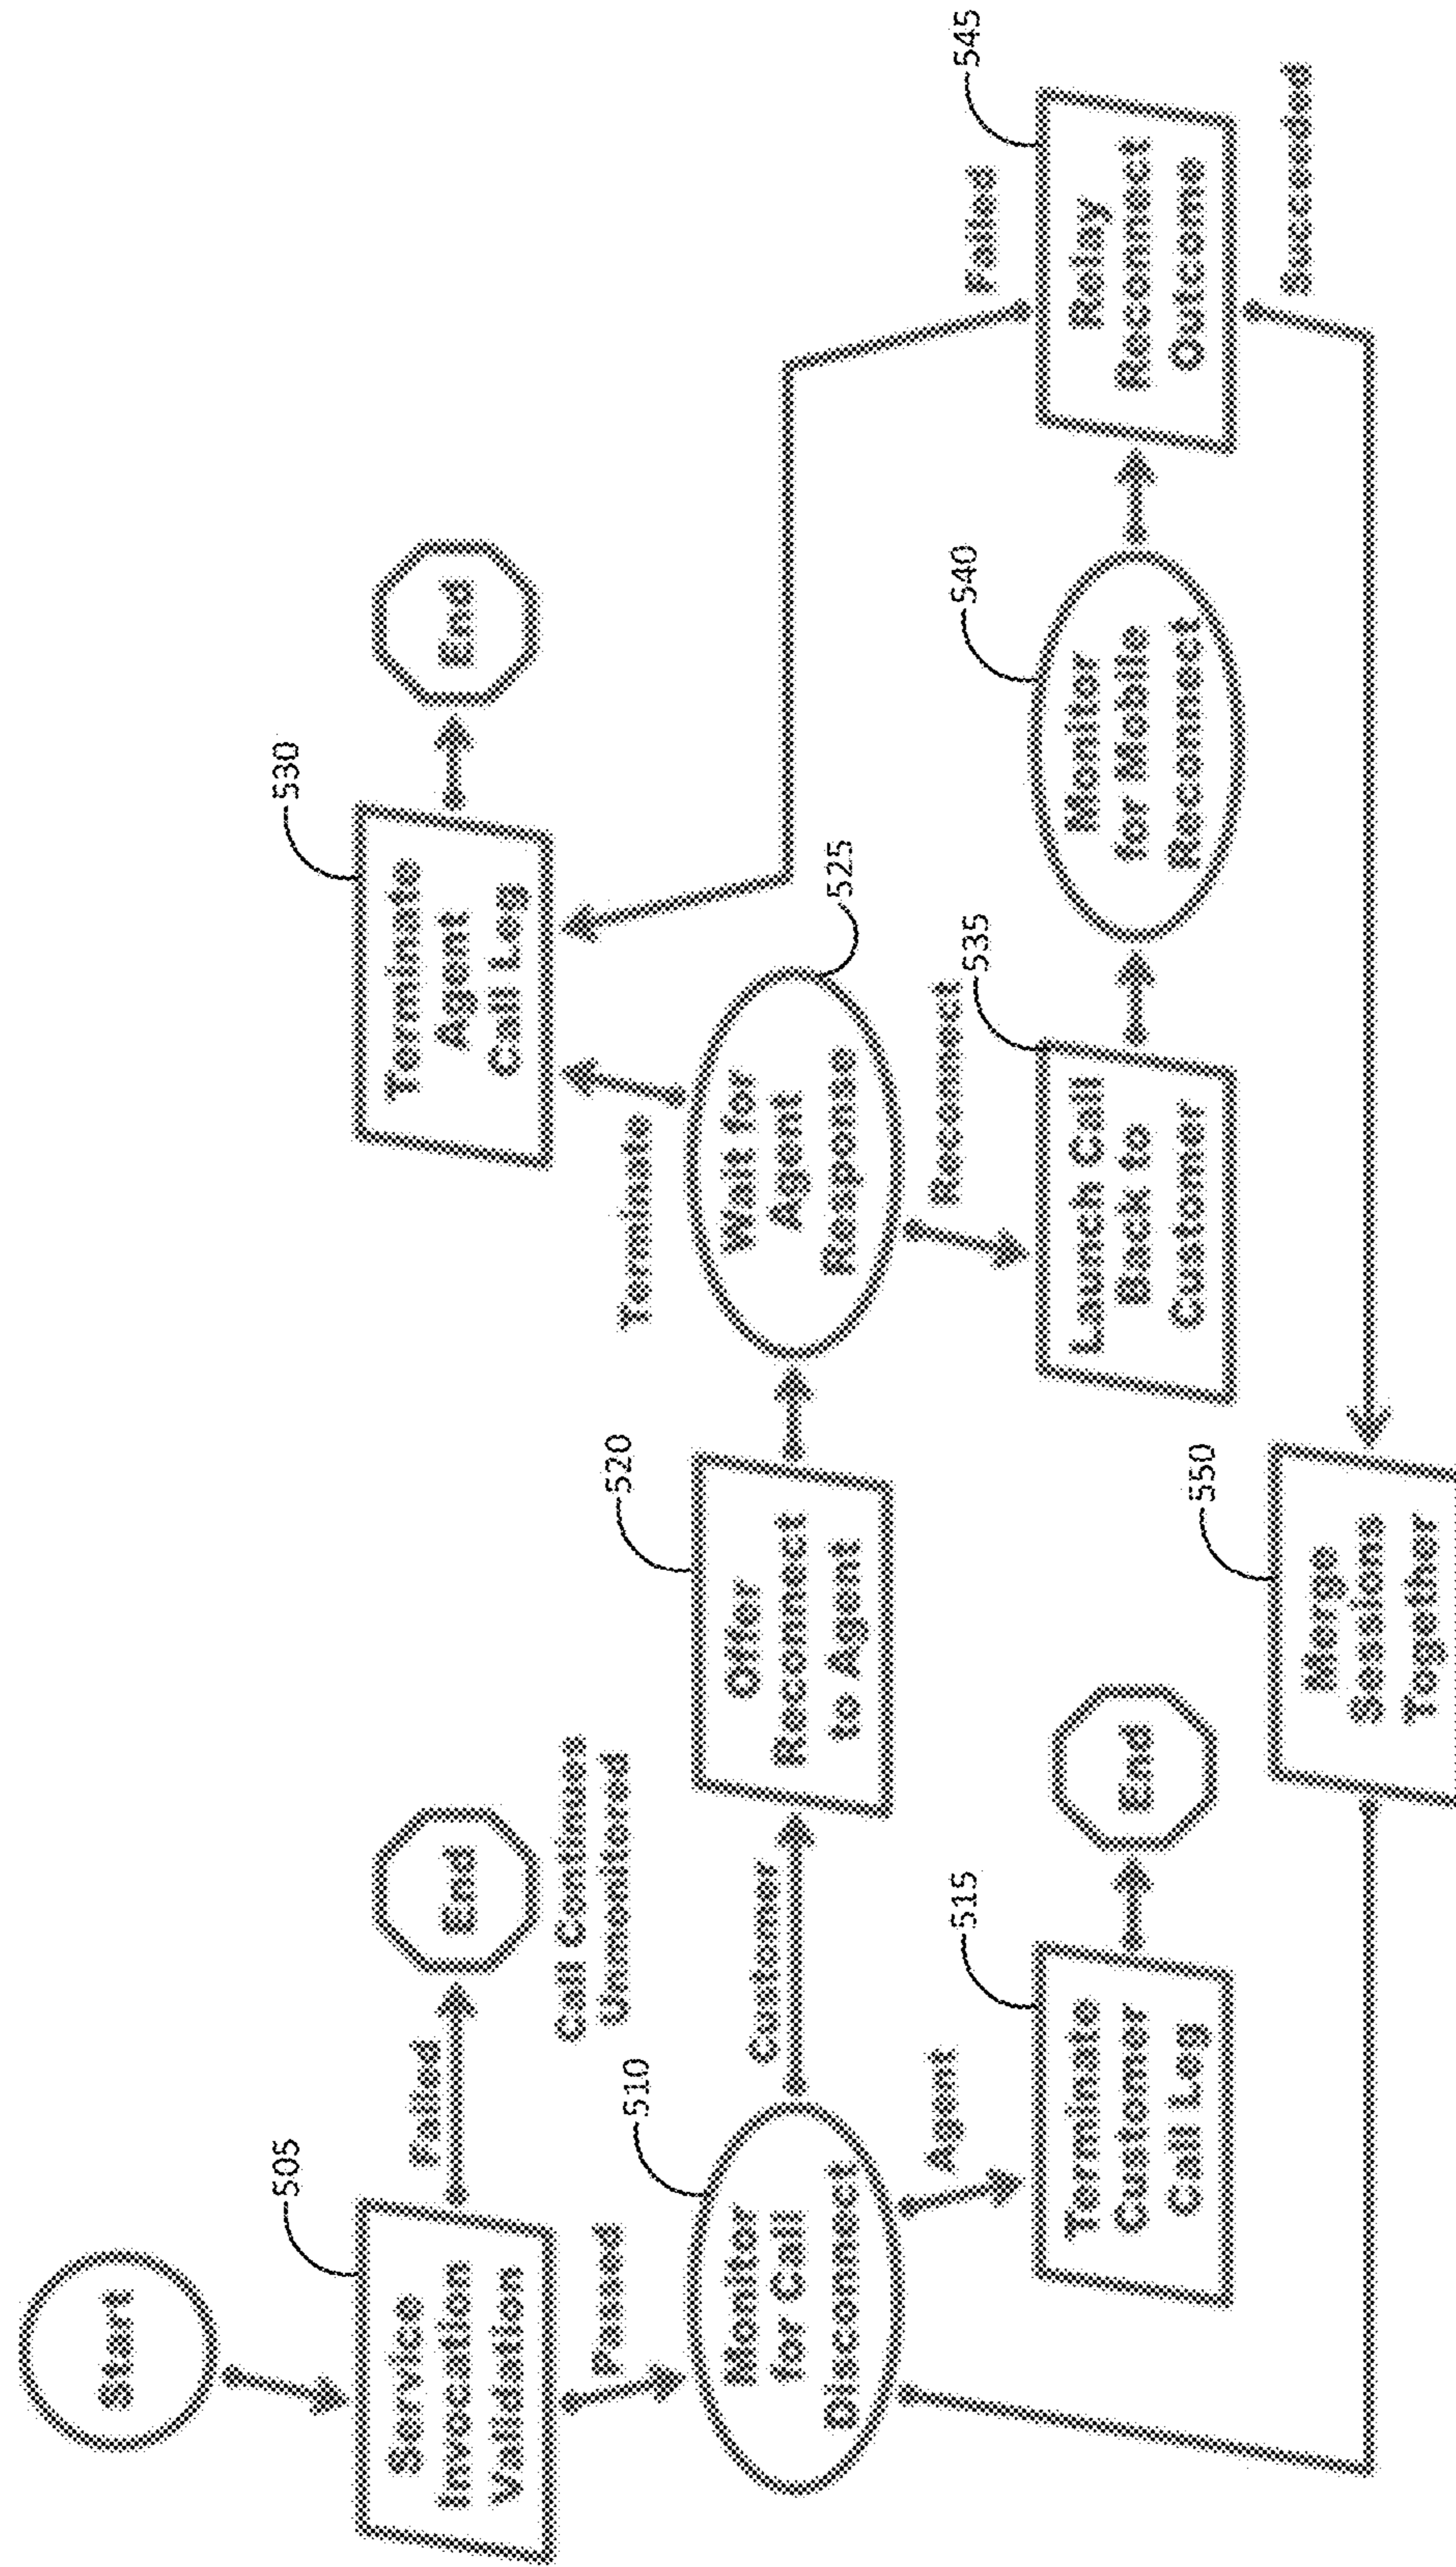 Start
505
Service
Invocation
Validation
Failed
End
Call Continues
Unmonitored
Passed
510
Monitor
for Call
Disconnect
Customer
520
Offer
Reconnect
to Agent
Wait for
Agent
Response
525
Terminate
530
Terminate
Agent
Call Leg
End
Agent
515
Terminate
Customer
Call Leg
End
Reconnect
535
Launch Call
Back to
Customer
540
Monitor
for Mobile
Reconnect
545
Relay
Reconnect
Outcome
Failed
Succeeded
550
Merge
Sessions
Together